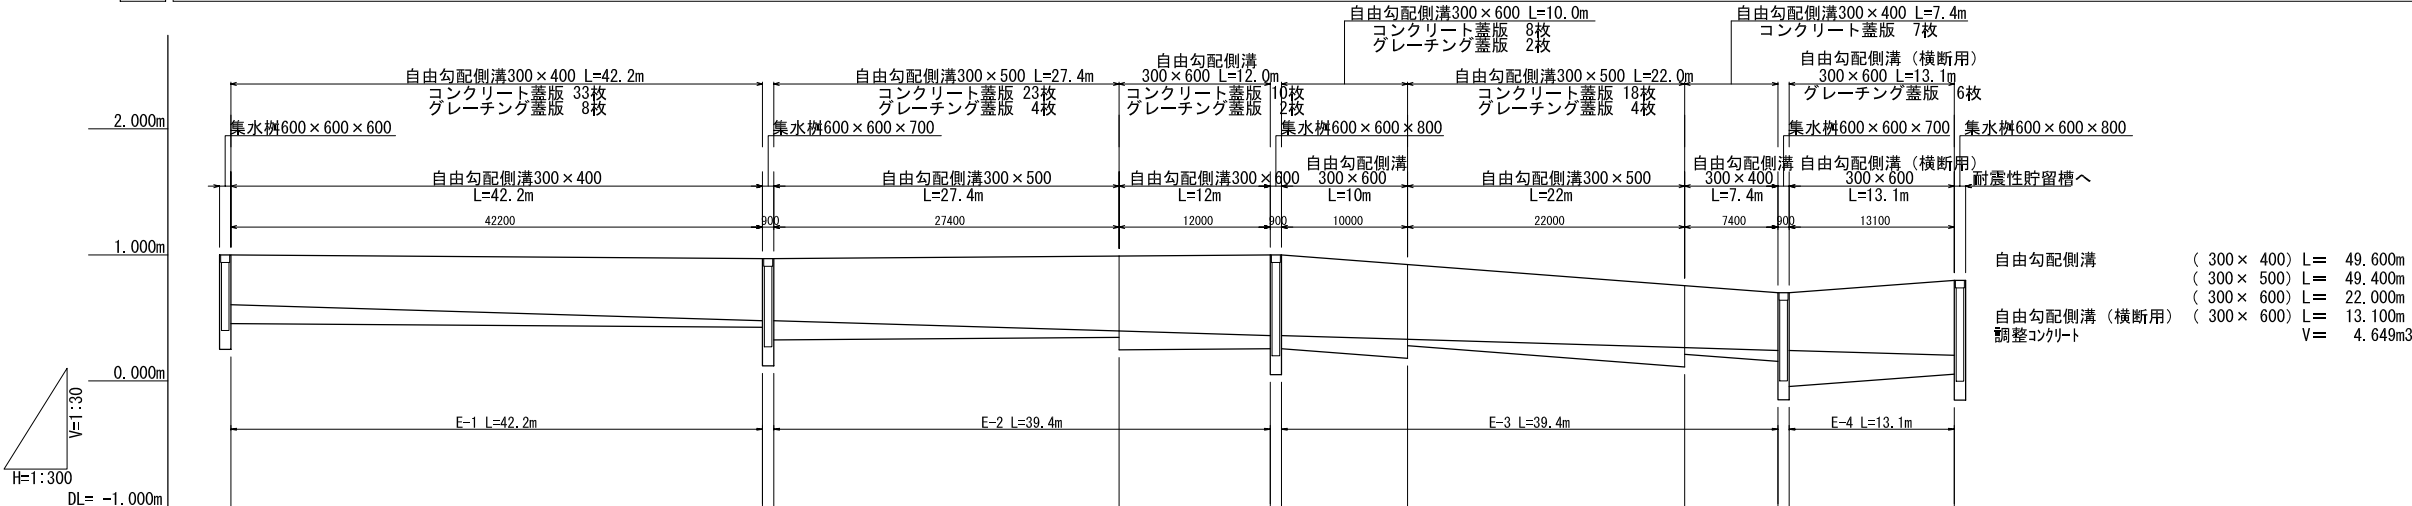 自由勾配側溝300×600 L=10.0m
コンクリート蓋版 8枚
グレーチング蓋版 2枚
自由勾配側溝300×400 L=7.4m
コンクリート蓋版 7枚
自由勾配側溝300×400 L=42.2m
コンクリート蓋版 33枚
グレーチング蓋版 8枚
自由勾配側溝300×500 L=27.4m
コンクリート蓋版 23枚
グレーチング蓋版 4枚
自由勾配側溝
300×600 L=12.0m
コンクリート蓋版 10枚
グレーチング蓋版 2枚
自由勾配側溝300×500 L=22.0m
コンクリート蓋版 18枚
グレーチング蓋版 4枚
自由勾配側溝（横断用）
300×600 L=13.1m
グレーチング蓋版 6枚
2.000m
集水桝600×600×600
集水桝600×600×700
集水桝600×600×800
集水桝600×600×700
集水桝600×600×800
自由勾配側溝300×400
L=42.2m
自由勾配側溝300×500
L=27.4m
自由勾配側溝300×600
L=12m
自由勾配側溝
300×600
L=10m
自由勾配側溝300×500
L=22m
自由勾配側溝
300×400
L=7.4m
自由勾配側溝（横断用）
300×600
L=13.1m
耐震性貯留槽へ
42200 900 27400 12000 900 10000 22000 7400 900 13100
1.000m
自由勾配側溝 ( 300× 400) L= 49.600m
( 300× 500) L= 49.400m
( 300× 600) L= 22.000m
自由勾配側溝（横断用） ( 300× 600) L= 13.100m
調整コンクリート V= 4.649m3
0.000m
E-1 L=42.2m
E-2 L=39.4m
E-3 L=39.4m
E-4 L=13.1m
V=1:30
H=1:300
DL= -1.000m